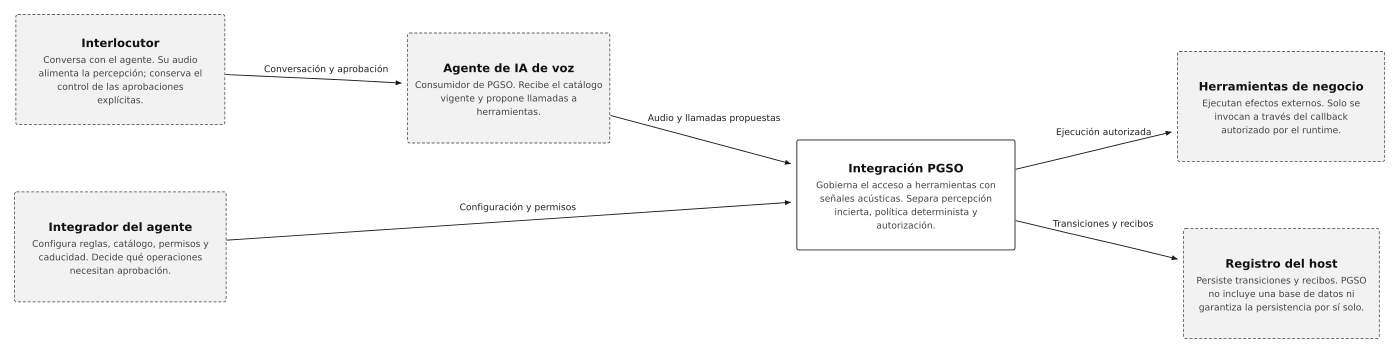 Interlocutor
Conversa con el agente. Su audio
alimenta la percepción; conserva el
control de las aprobaciones
explícitas.
Conversación y aprobación
Agente de IA de voz
Consumidor de PGSO. Recibe el catálogo
vigente y propone llamadas a
herramientas.
Audio y llamadas propuestas
Integrador del agente
Configura reglas, catálogo, permisos y
caducidad. Decide qué operaciones
necesitan aprobación.
Configuración y permisos
Integración PGSO
Gobierna el acceso a herramientas con
señales acústicas. Separa percepción
incierta, política determinista y
autorización.
Ejecución autorizada
Herramientas de negocio
Ejecutan efectos externos. Solo se
invocan a través del callback
autorizado por el runtime.
Transiciones y recibos
Registro del host
Persiste transiciones y recibos. PGSO
no incluye una base de datos ni
garantiza la persistencia por sí solo.